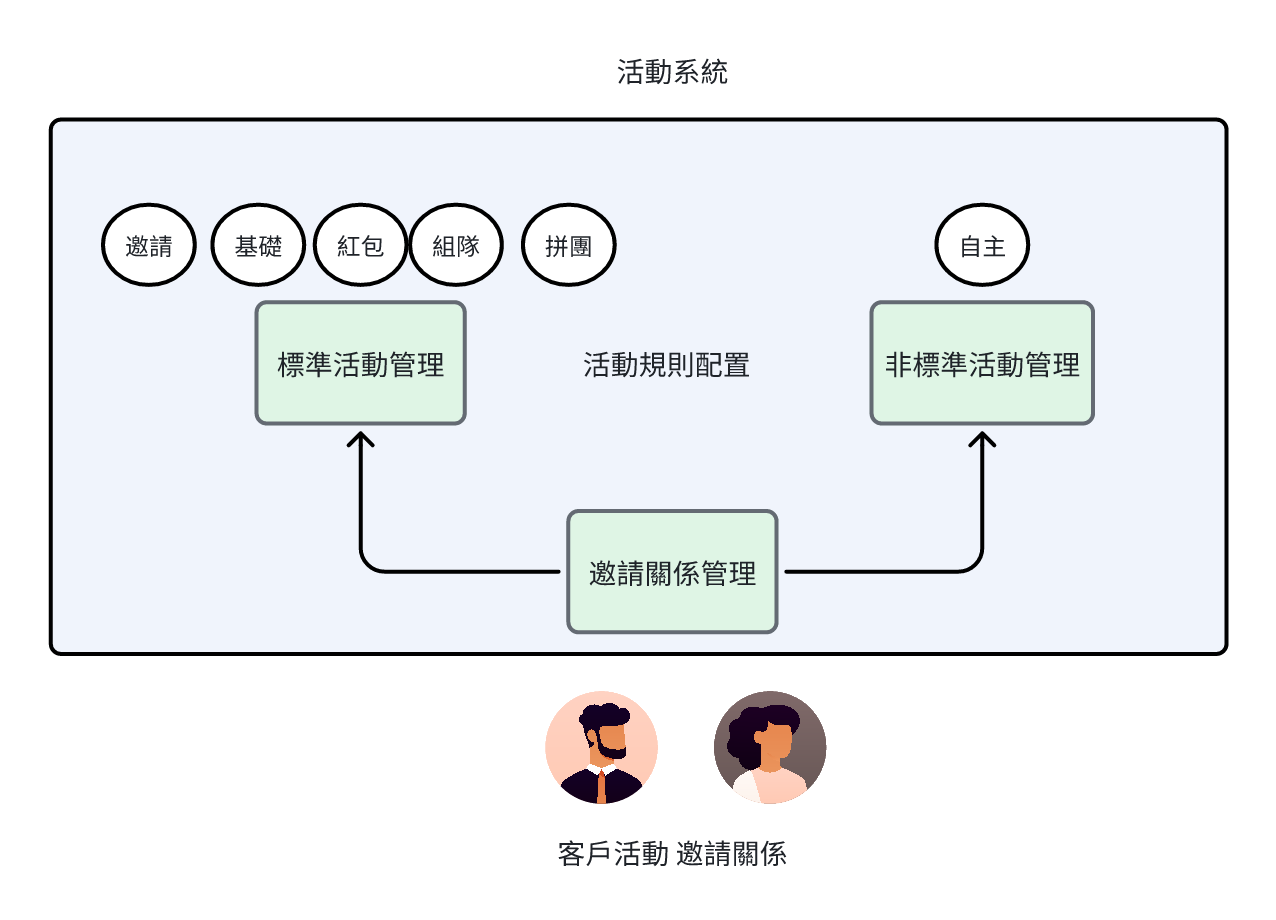 活動系統
邀請
基礎
紅包
組隊
拼團
自主
標準活動管理
活動規則配置
非標準活動管理
邀請關係管理
客戶活動 邀請關係